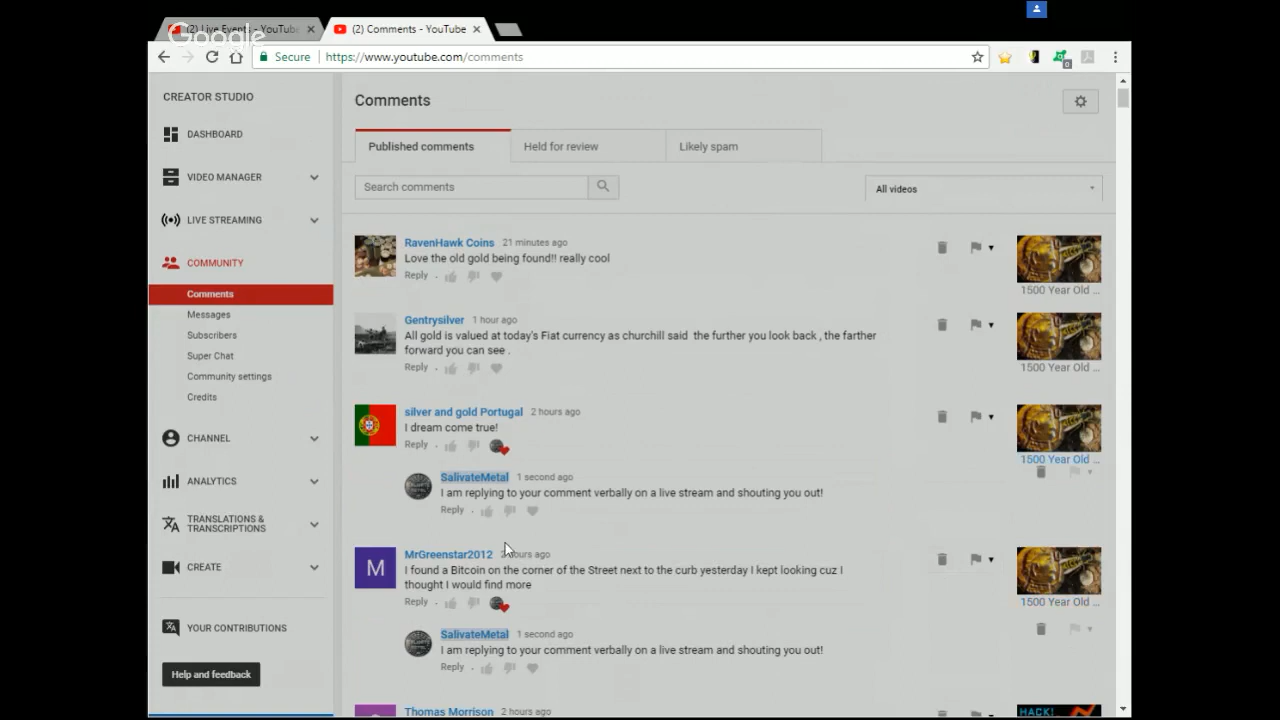 (2) Live Events - YouTube
(2) Comments - YouTube
Google
Secure
https://www.youtube.com/comments
0
CREATOR STUDIO
DASHBOARD
VIDEO MANAGER
LIVE STREAMING
COMMUNITY
Comments
Messages
Subscribers
Super Chat
Community settings
Credits
CHANNEL
ANALYTICS
TRANSLATIONS &
TRANSCRIPTIONS
CREATE
YOUR CONTRIBUTIONS
Help and feedback
Comments
Published comments
Held for review
Likely spam
Search comments
All videos
RavenHawk Coins 21 minutes ago
Love the old gold being found!! really cool
Reply
1500 Year Old ...
Gentrysilver 1 hour ago
All gold is valued at today's Fiat currency as churchill said the further you look back , the farther
forward you can see .
Reply
1500 Year Old ...
silver and gold Portugal 2 hours ago
I dream come true!
Reply
1500 Year Old ...
SalivateMetal 1 second ago
I am replying to your comment verbally on a live stream and shouting you out!
Reply
MrGreenstar2012 2 hours ago
M
I found a Bitcoin on the corner of the Street next to the curb yesterday I kept looking cuz I
thought I would find more
Reply
1500 Year Old ...
SalivateMetal 1 second ago
I am replying to your comment verbally on a live stream and shouting you out!
Reply
Thomas Morrison 2 hours ago
HACK!